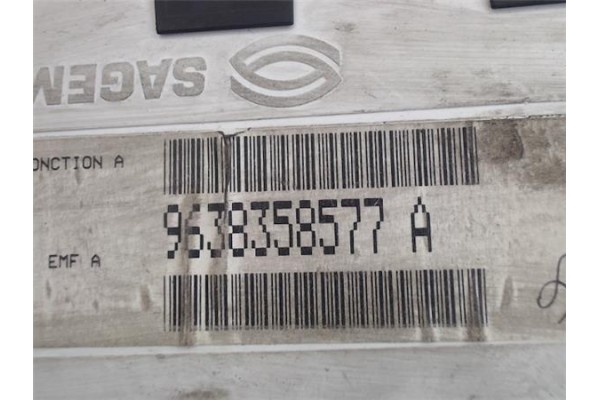 SAGEM
ONCTION A
9638358577 A
EMF A